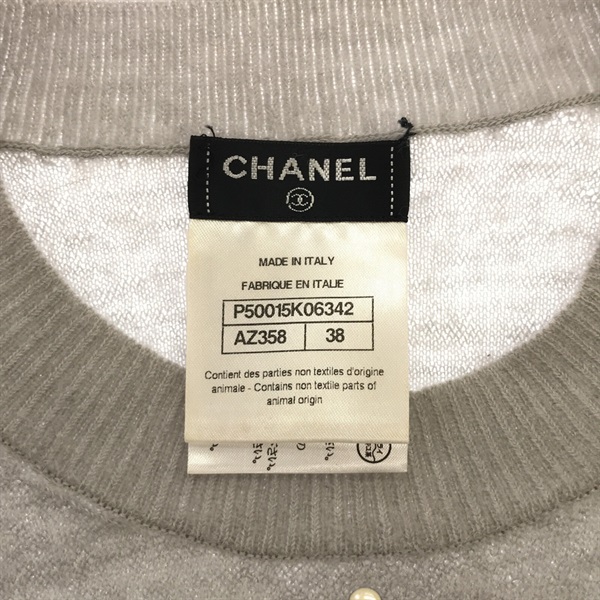 CHANEL
MADE IN ITALY
FABRIQUE EN ITALIE
P50015K06342
AZ358 38
Contient des parties non textiles d'origine
animale - Contains non textile parts of
animal origin